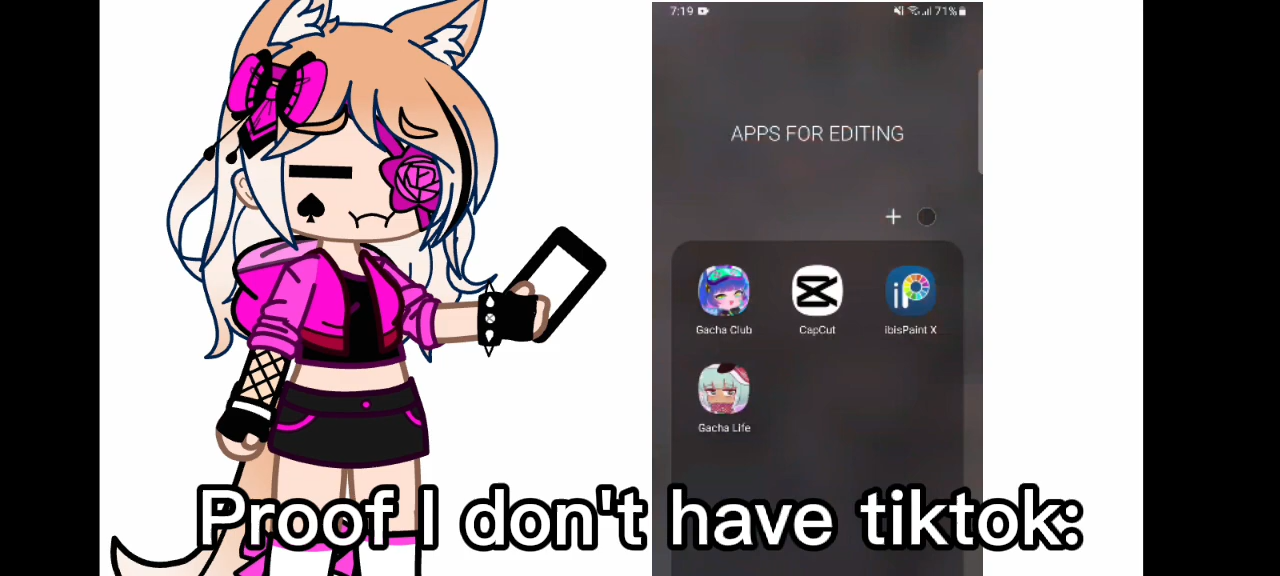 7:19
71%
APPS FOR EDITING
Gacha Club
CapCut
ibisPaint X
Gacha Life
Proof I don't have tiktok: